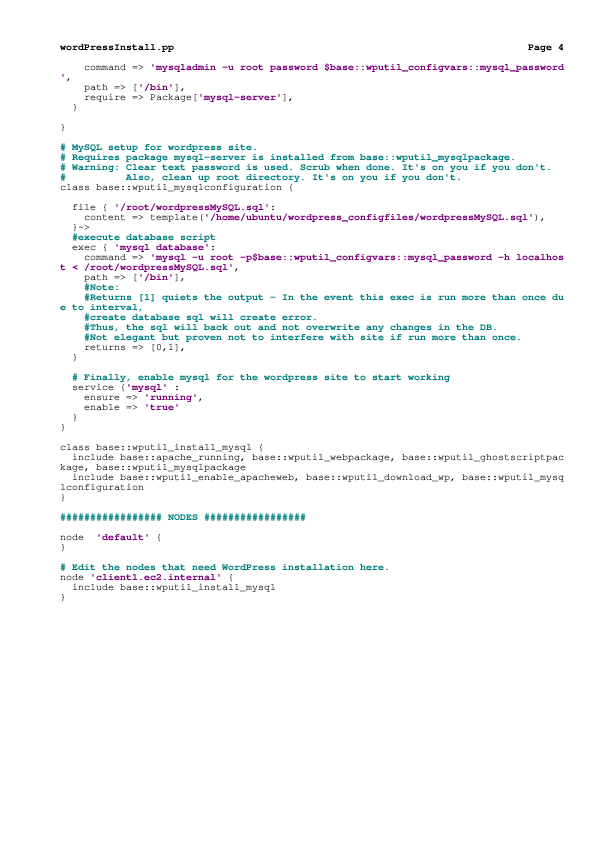 wordPressInstall.pp Page 4
command => 'mysqladmin -u root password $base::wputil_configvars::mysql_password
',
path => ['/bin'],
require => Package['mysql-server'],
}
}
# MySQL setup for wordpress site.
# Requires package mysql-server is installed from base::wputil_mysqlpackage.
# Warning: Clear text password is used. Scrub when done. It's on you if you don't.
# Also, clean up root directory. It's on you if you don't.
class base::wputil_mysqlconfiguration {
file { '/root/wordpressMySQL.sql':
content => template('/home/ubuntu/wordpress_configfiles/wordpressMySQL.sql'),
}~>
#execute database script
exec { 'mysql database':
command => 'mysql -u root -p$base::wputil_configvars::mysql_password -h localhos
t < /root/wordpressMySQL.sql',
path => ['/bin'],
#Note:
#Returns [1] quiets the output - In the event this exec is run more than once du
e to interval,
#create database sql will create error.
#Thus, the sql will back out and not overwrite any changes in the DB.
#Not elegant but proven not to interfere with site if run more than once.
returns => [0,1],
}
# Finally, enable mysql for the wordpress site to start working
service {'mysql' :
ensure => 'running',
enable => 'true'
}
}
class base::wputil_install_mysql {
include base::apache_running, base::wputil_webpackage, base::wputil_ghostscriptpac
kage, base::wputil_mysqlpackage
include base::wputil_enable_apacheweb, base::wputil_download_wp, base::wputil_mysq
lconfiguration
}
################# NODES #################
node 'default' {
}
# Edit the nodes that need WordPress installation here.
node 'client1.ec2.internal' {
include base::wputil_install_mysql
}